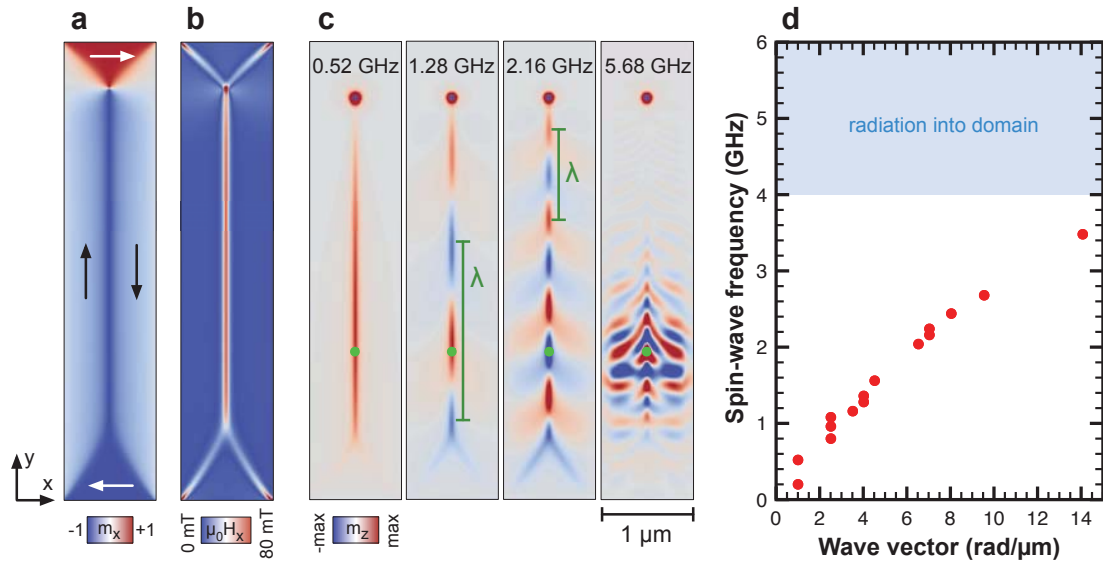 a
b
c
d
0.52 GHz
1.28 GHz
2.16 GHz
5.68 GHz
λ
λ
y
x
-1 mₓ +1
0 mT μ₀Hₓ 80 mT
-max m_z max
1 μm
radiation into domain
Spin-wave frequency (GHz)
6
5
4
3
2
1
0
0 2 4 6 8 10 12 14
Wave vector (rad/μm)